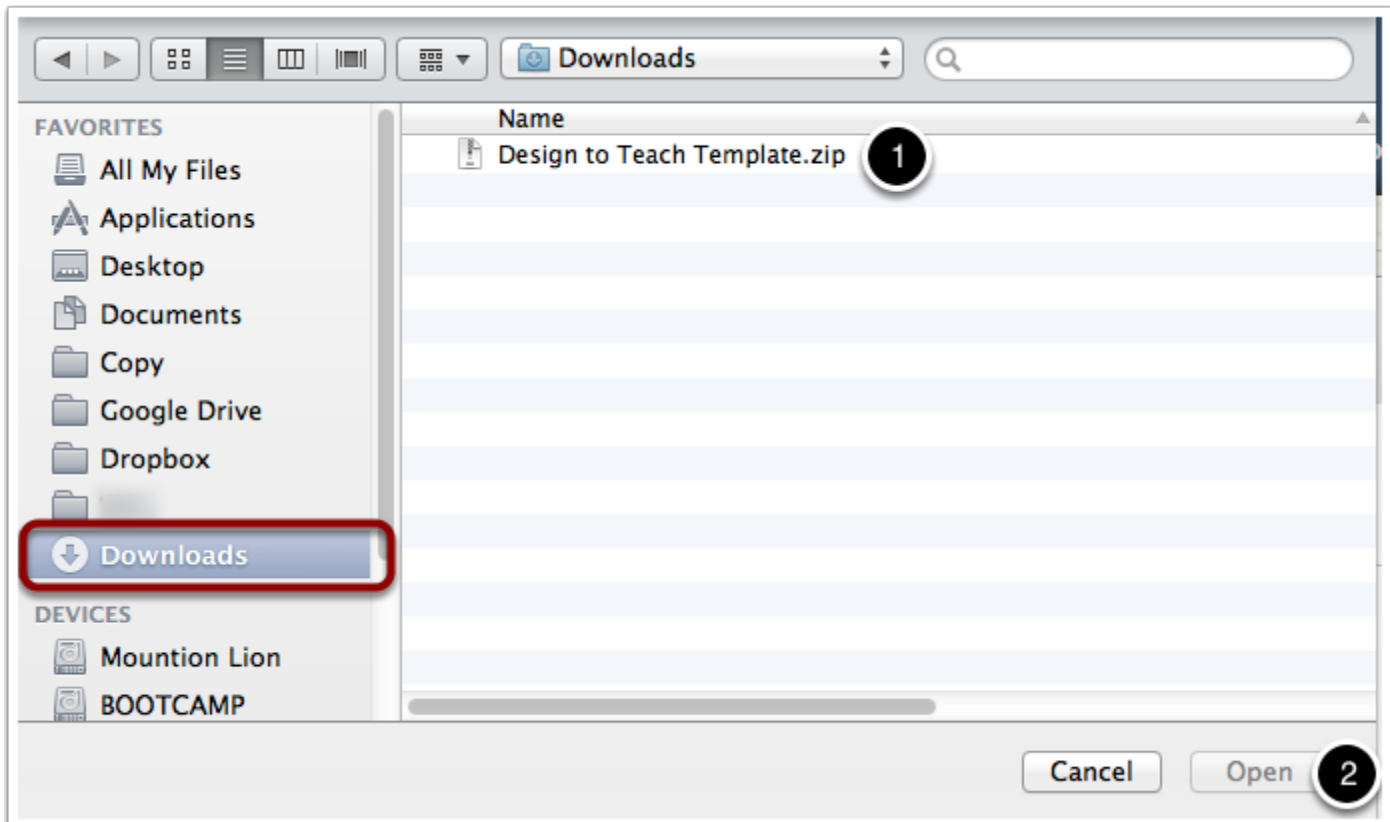 Downloads
FAVORITES
All My Files
Applications
Desktop
Documents
Copy
Google Drive
Dropbox
Downloads
DEVICES
Mountion Lion
BOOTCAMP
Name
Design to Teach Template.zip 1
Cancel
Open 2